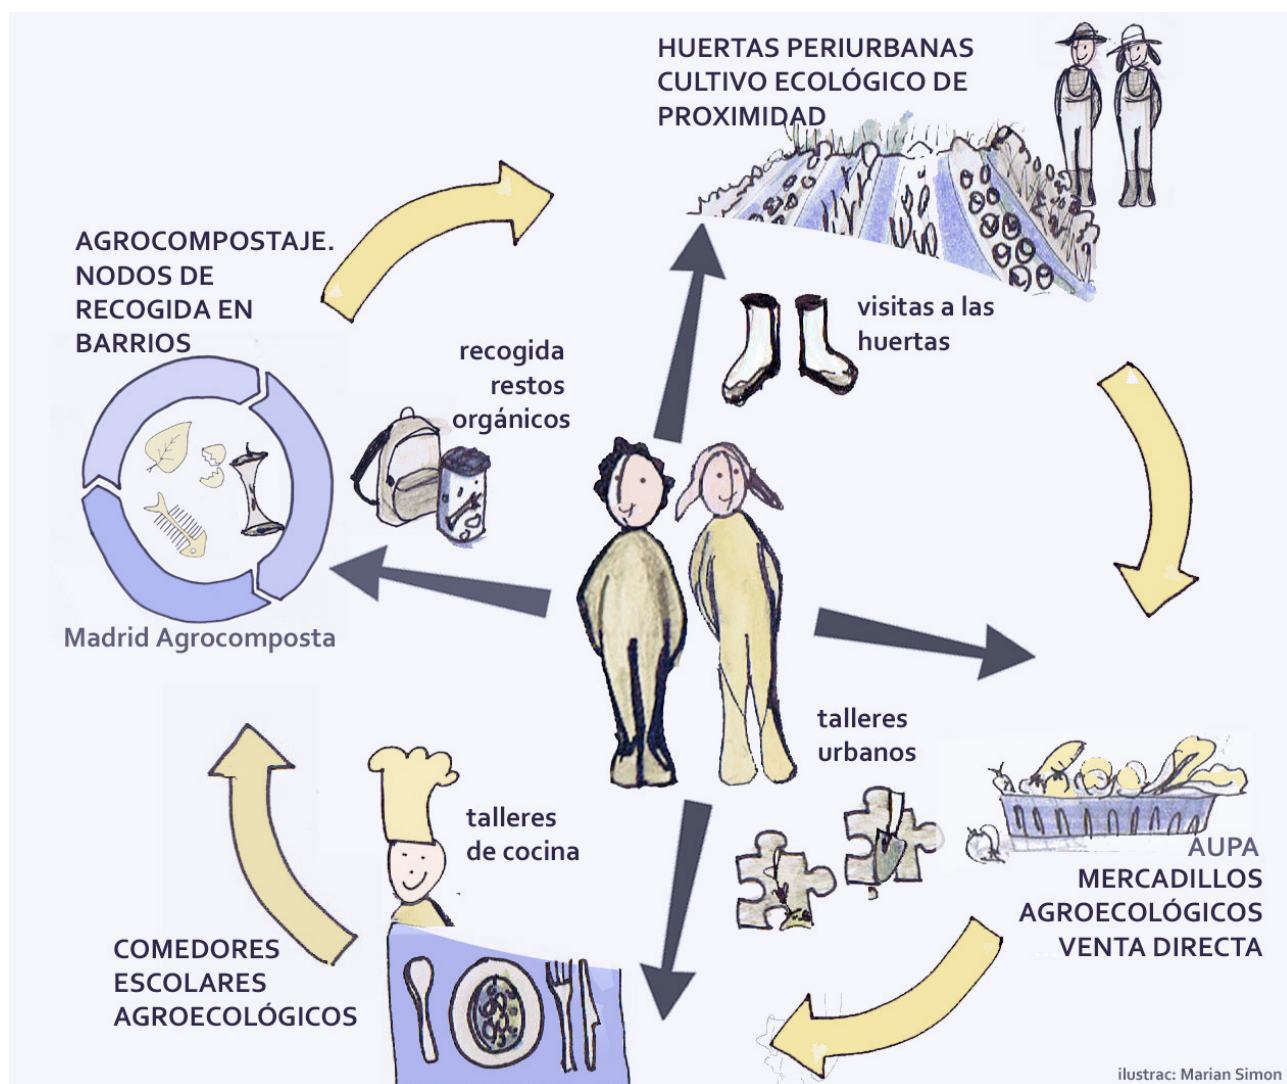 HUERTAS PERIURBANAS
CULTIVO ECOLÓGICO DE
PROXIMIDAD
AGROCOMPOSTAJE.
NODOS DE
RECOGIDA EN
BARRIOS
visitas a las
huertas
recogida
restos
orgánicos
Madrid Agrocomposta
talleres
urbanos
talleres
de cocina
AUPA
MERCADILLOS
AGROECOLÓGICOS
VENTA DIRECTA
COMEDORES
ESCOLARES
AGROECOLÓGICOS
ilustrac: Marian Simon